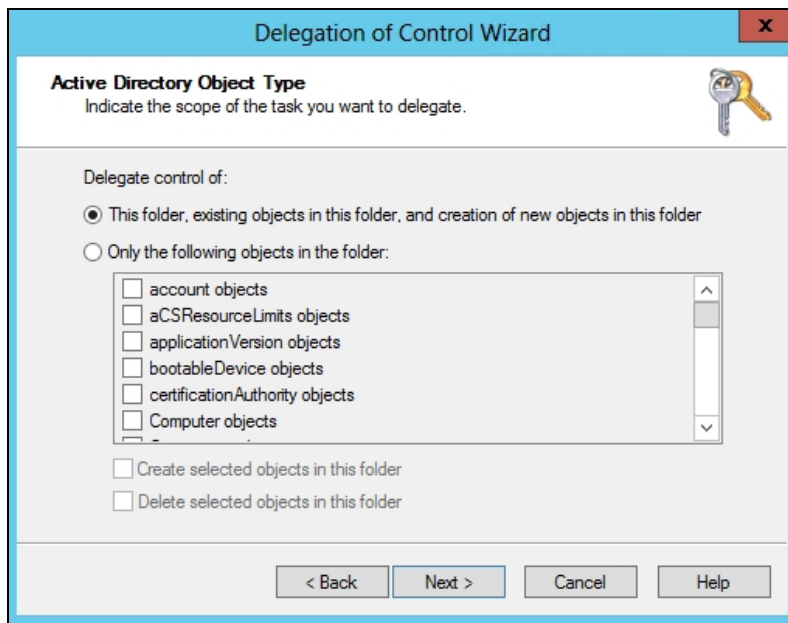 Delegation of Control Wizard
x
Active Directory Object Type
Indicate the scope of the task you want to delegate.
Delegate control of:
This folder, existing objects in this folder, and creation of new objects in this folder
Only the following objects in the folder:
account objects
aCSResourceLimits objects
applicationVersion objects
bootableDevice objects
certificationAuthority objects
Computer objects
Create selected objects in this folder
Delete selected objects in this folder
< Back
Next >
Cancel
Help